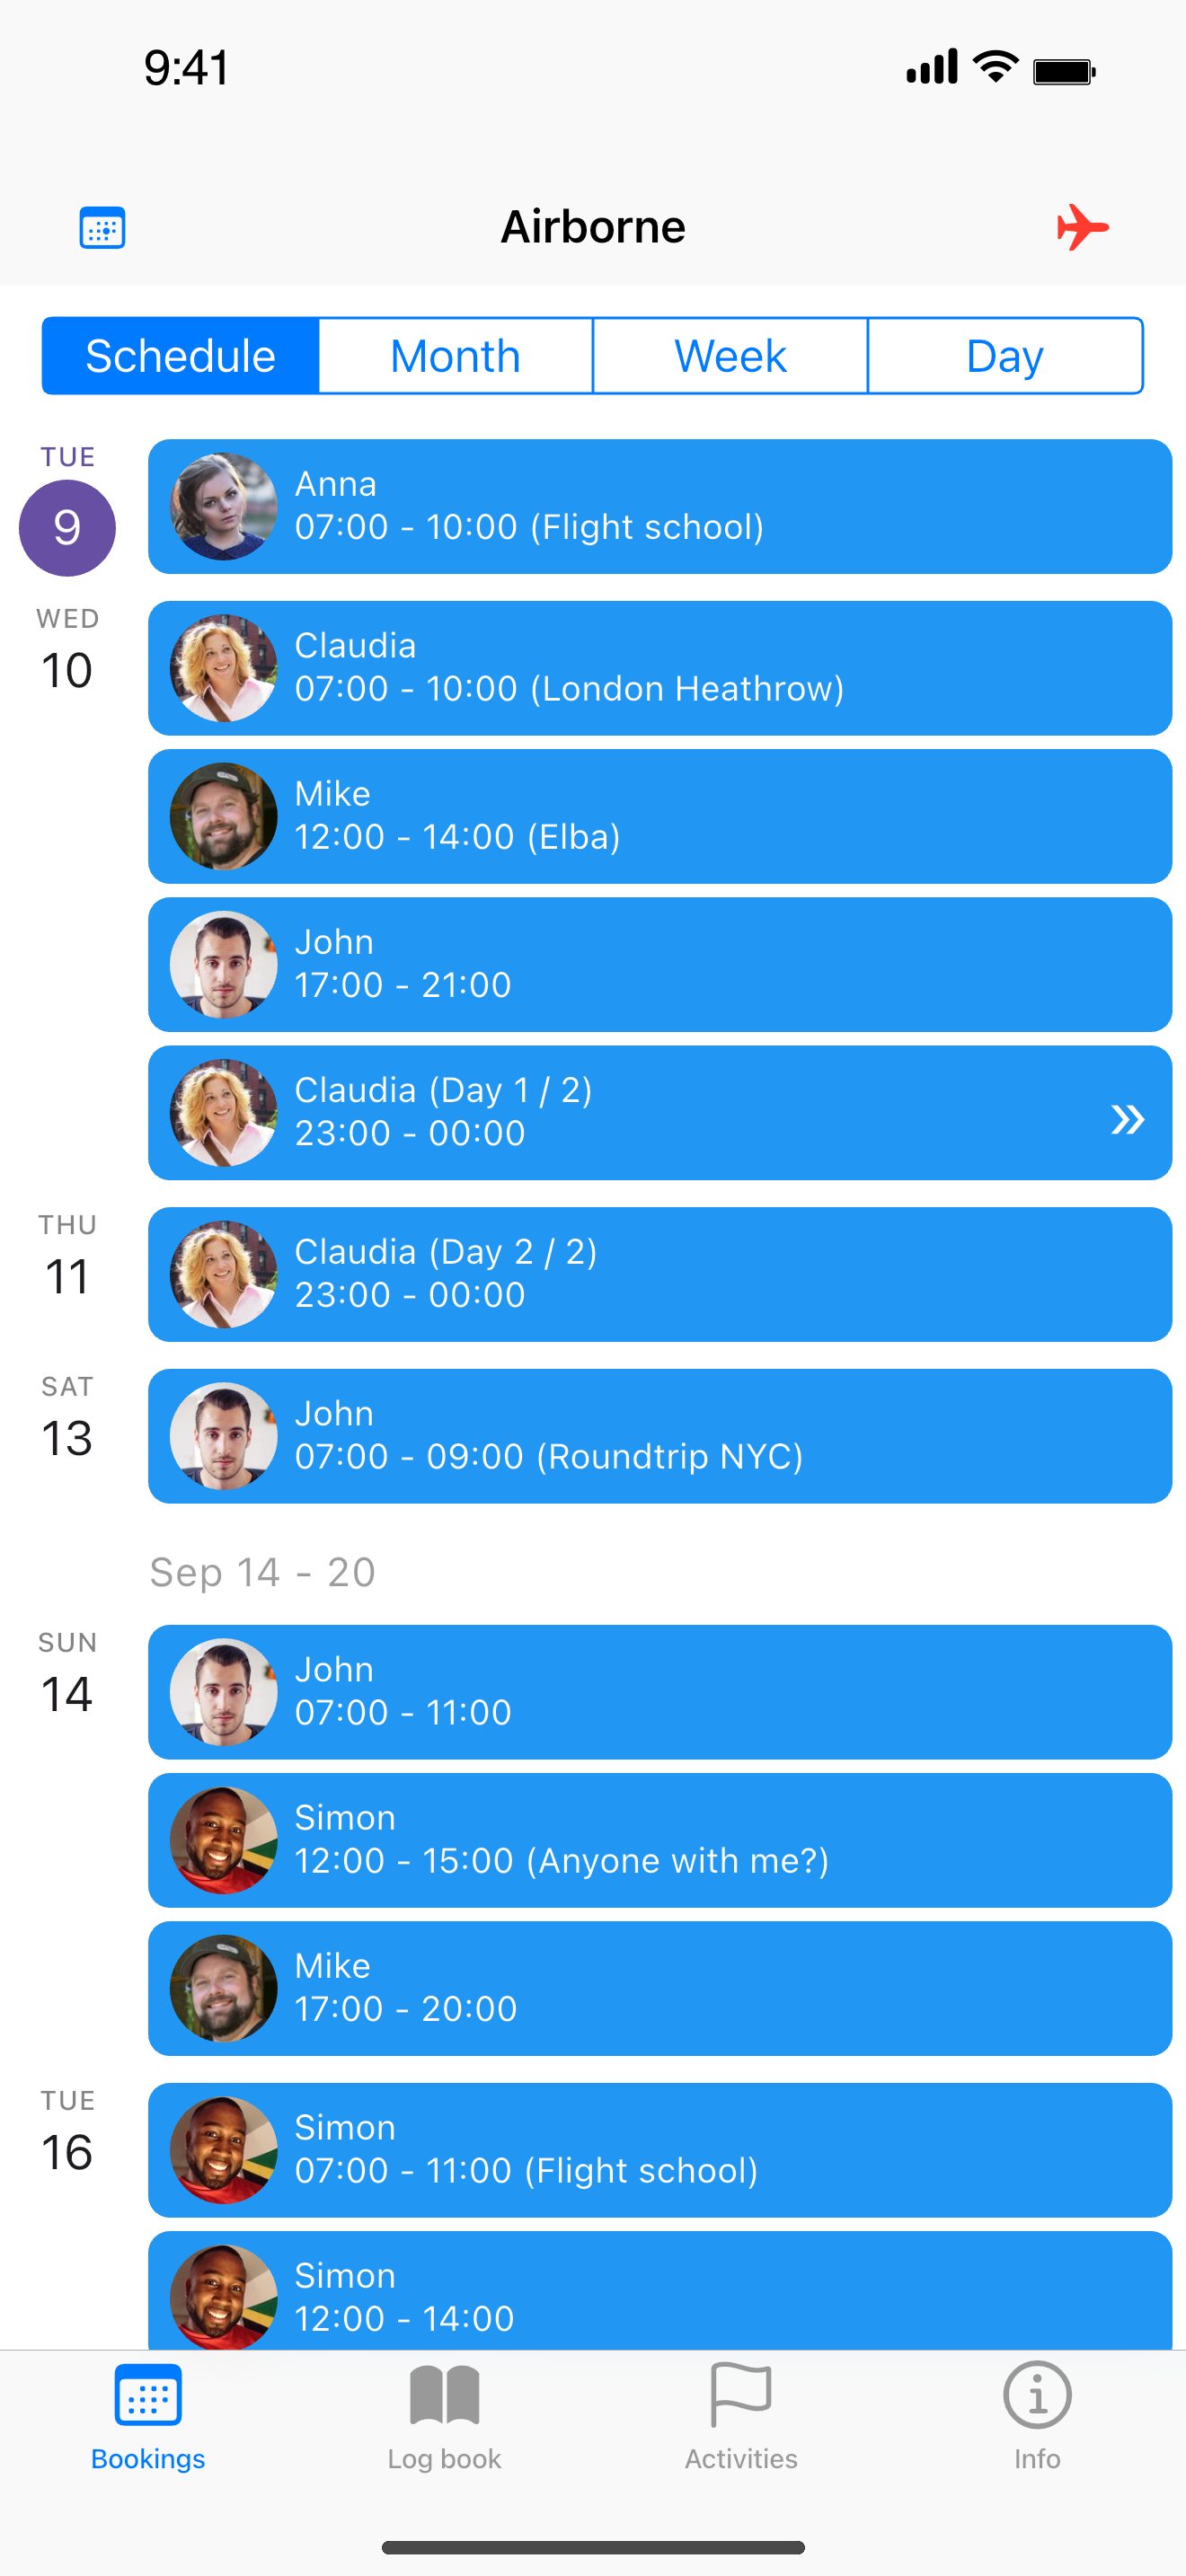 9:41
Airborne
Schedule
Month
Week
Day
TUE
9
Anna
07:00 - 10:00 (Flight school)
WED
10
Claudia
07:00 - 10:00 (London Heathrow)
Mike
12:00 - 14:00 (Elba)
John
17:00 - 21:00
Claudia (Day 1 / 2)
23:00 - 00:00
THU
11
Claudia (Day 2 / 2)
23:00 - 00:00
SAT
13
John
07:00 - 09:00 (Roundtrip NYC)
Sep 14 - 20
SUN
14
John
07:00 - 11:00
Simon
12:00 - 15:00 (Anyone with me?)
Mike
17:00 - 20:00
TUE
16
Simon
07:00 - 11:00 (Flight school)
Simon
12:00 - 14:00
Bookings
Log book
Activities
Info